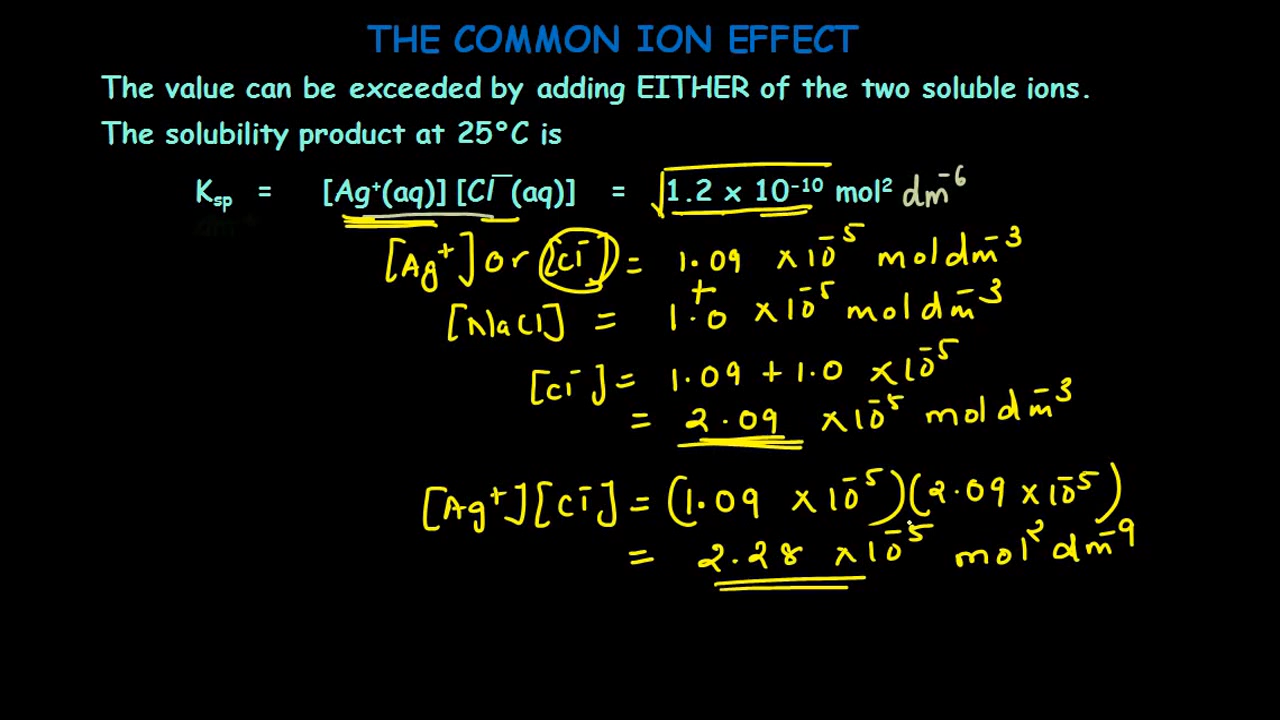 THE COMMON ION EFFECT
The value can be exceeded by adding EITHER of the two soluble ions.
The solubility product at 25°C is
Ksp = [Ag⁺(aq)] [Cl⁻(aq)] = √1.2 x 10⁻¹⁰ mol² dm⁻⁶
[Ag⁺] or [Cl⁻] = 1.09 × 10⁻⁵ mol dm⁻³
+
[NaCl] = 1.0 × 10⁻⁵ mol dm⁻³
[Cl⁻] = 1.09 + 1.0 × 10⁻⁵
= 2.09 × 10⁻⁵ mol dm⁻³
[Ag⁺][Cl⁻] = (1.09 × 10⁻⁵)(2.09 × 10⁻⁵)
= 2.28 × 10⁻⁵ mol² dm⁻⁹